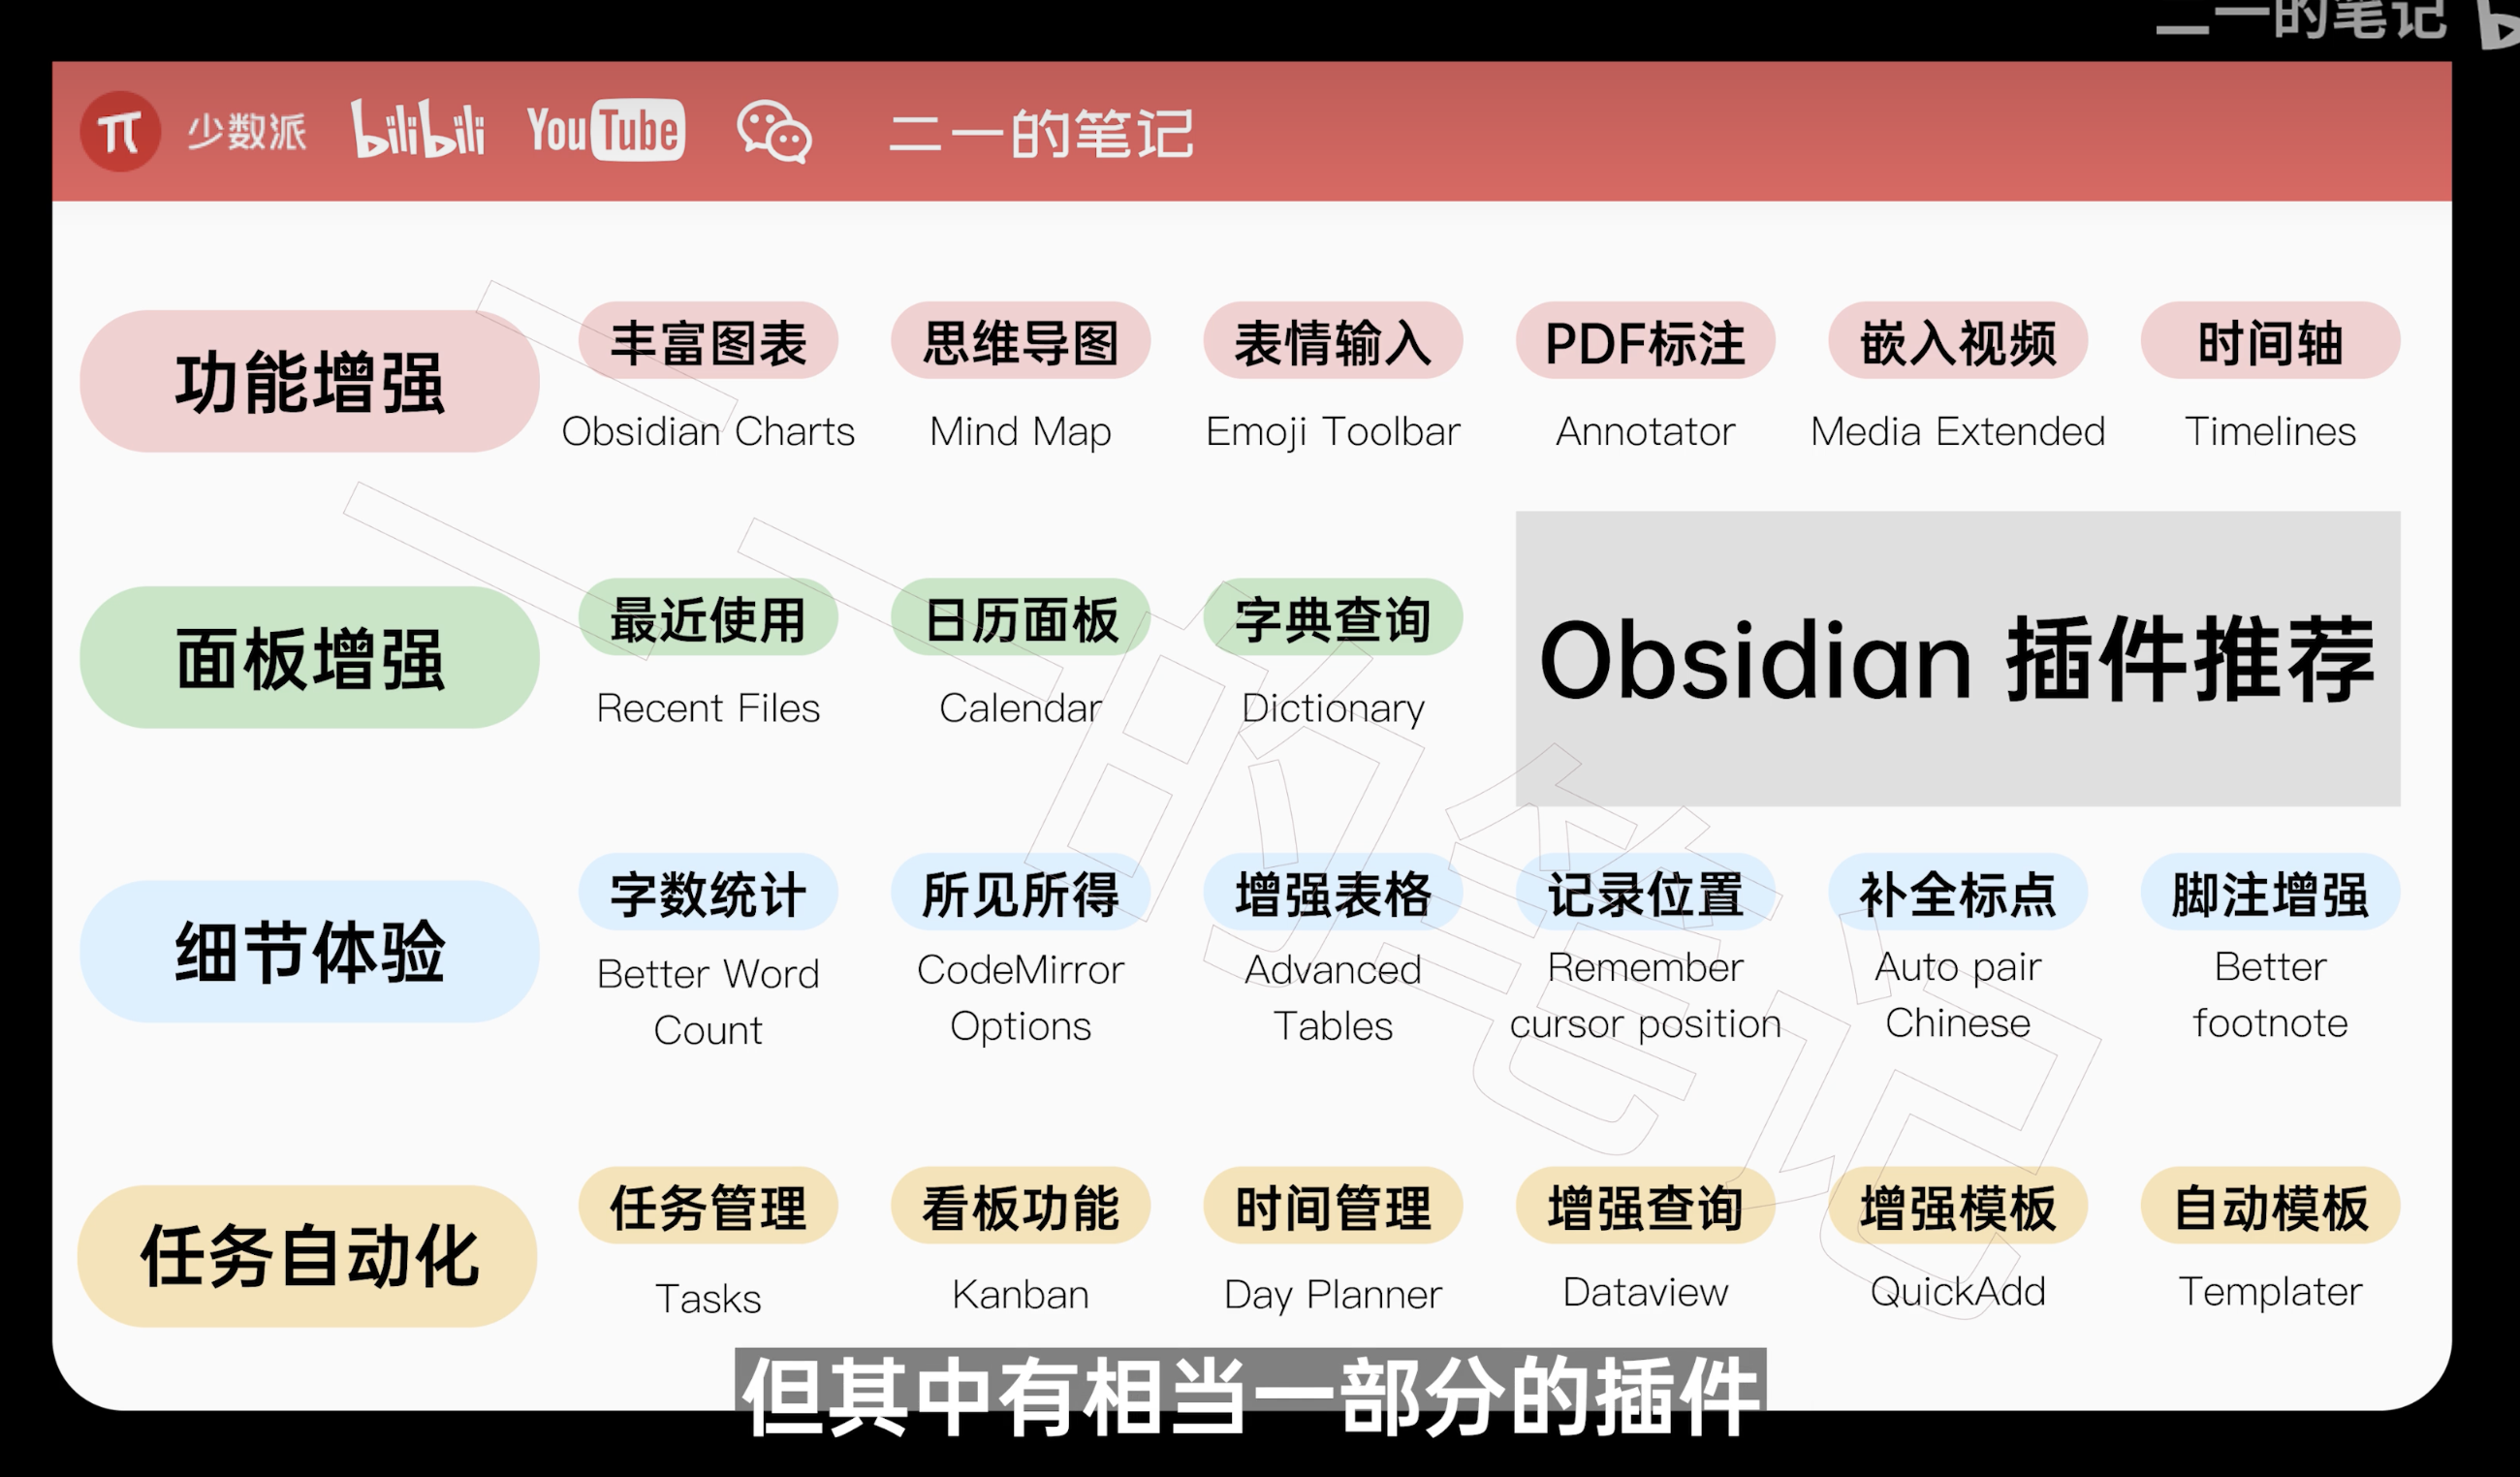 二一的笔记
少数派 bilibili YouTube 二一的笔记
功能增强
丰富图表 思维导图 表情输入 PDF标注 嵌入视频 时间轴
Obsidian Charts Mind Map Emoji Toolbar Annotator Media Extended Timelines
面板增强
最近使用 日历面板 字典查询
Recent Files Calendar Dictionary
Obsidian 插件推荐
细节体验
字数统计 所见所得 增强表格 记录位置 补全标点 脚注增强
Better Word CodeMirror Advanced Remember Auto pair Better
Count Options Tables cursor position Chinese footnote
任务自动化
任务管理 看板功能 时间管理 增强查询 增强模板 自动模板
Tasks Kanban Day Planner Dataview QuickAdd Templater
二一的笔记
但其中有相当一部分的插件